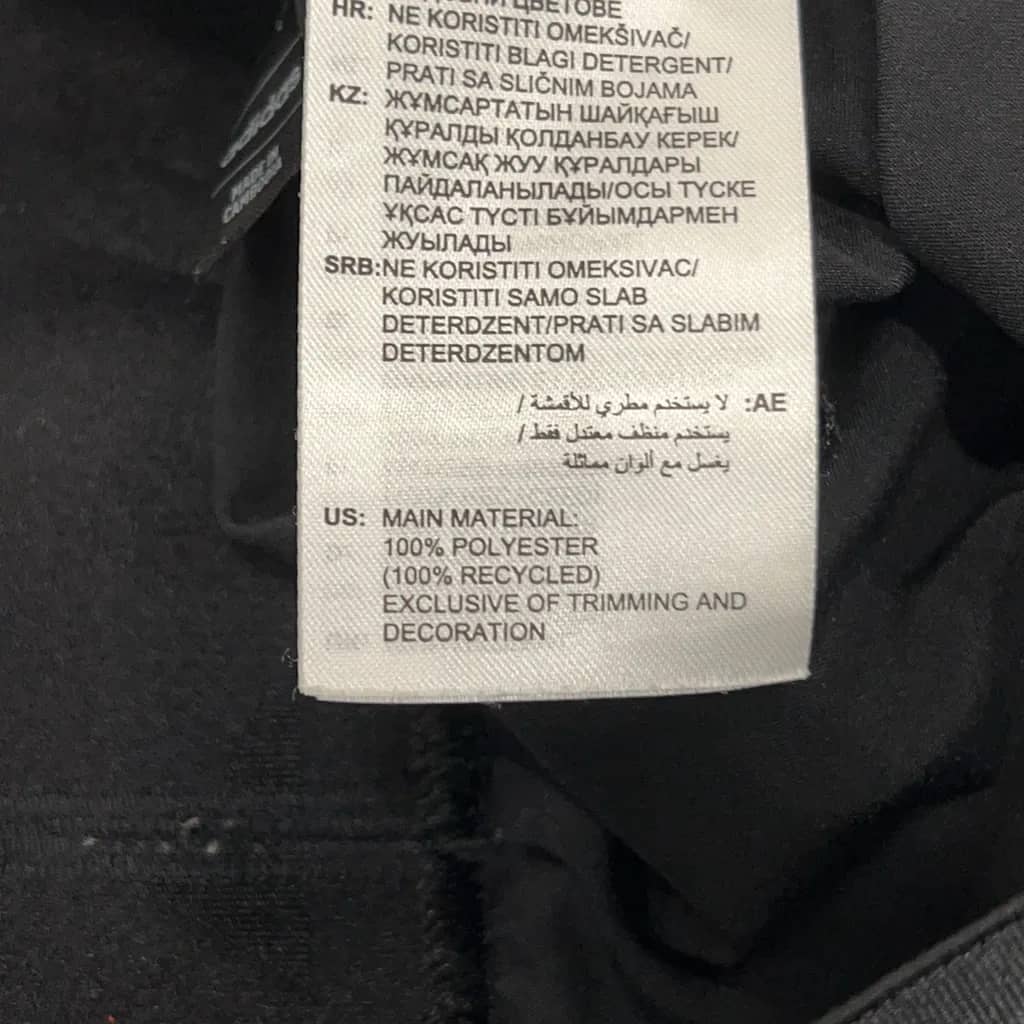 ЦВЕТОВЕ
HR: NE KORISTITI OMEKŠIVAČ/
KORISTITI BLAGI DETERGENT/
PRATI SA SLIČNIM BOJAMA
KZ: ЖҰМСАРТАТЫН ШАЙҚАҒЫШ
ҚҰРАЛДЫ ҚОЛДАНБАУ КЕРЕК/
ЖҰМСАҚ ЖУУ ҚҰРАЛДАРЫ
ПАЙДАЛАНЫЛАДЫ/ОСЫ ТҮСКЕ
ҰҚСАС ТҮСТІ БҰЙЫМДАРМЕН
ЖУЫЛАДЫ
SRB: NE KORISTITI OMEKSIVAC/
KORISTITI SAMO SLAB
DETERDZENT/PRATI SA SLABIM
DETERDZENTOM
AE: لا يستخدم مطري للأقمشة /
يستخدم منظف معتدل فقط /
يغسل مع ألوان مماثلة
US: MAIN MATERIAL:
100% POLYESTER
(100% RECYCLED)
EXCLUSIVE OF TRIMMING AND
DECORATION
adidas
MADE IN
CAMBODIA